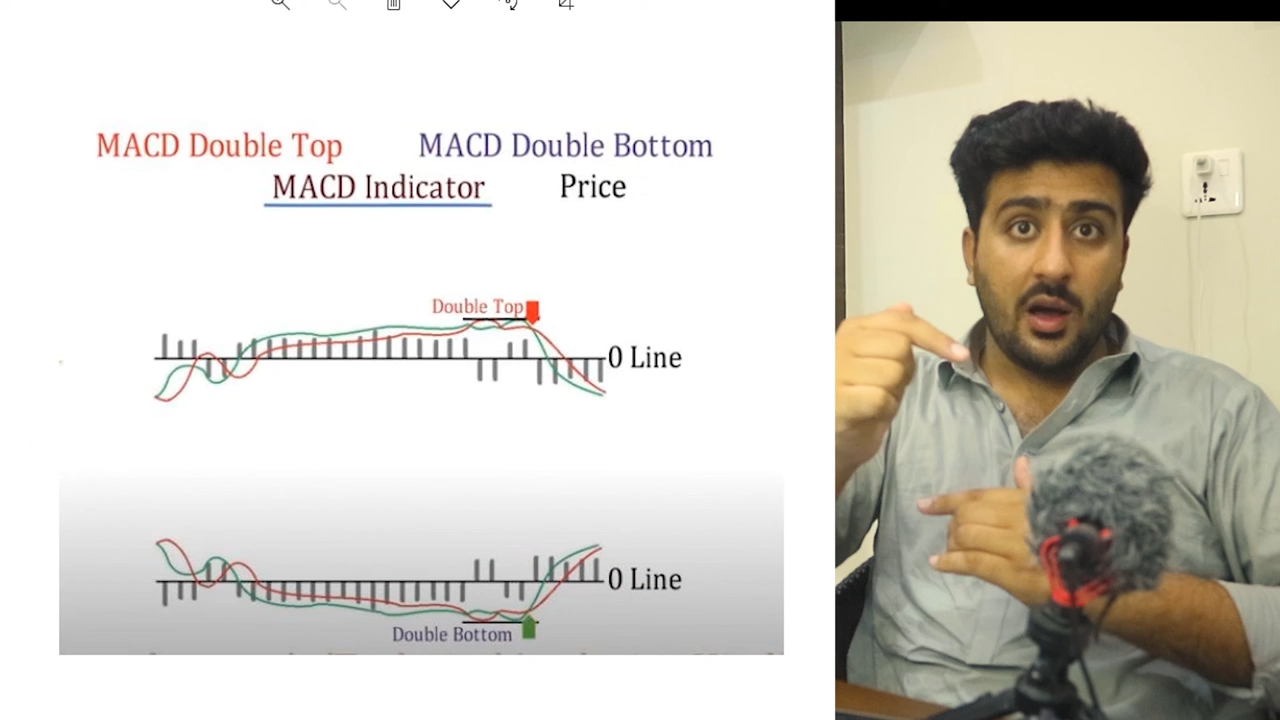 MACD Double Top MACD Double Bottom
MACD Indicator Price
Double Top
0 Line
0 Line
Double Bottom